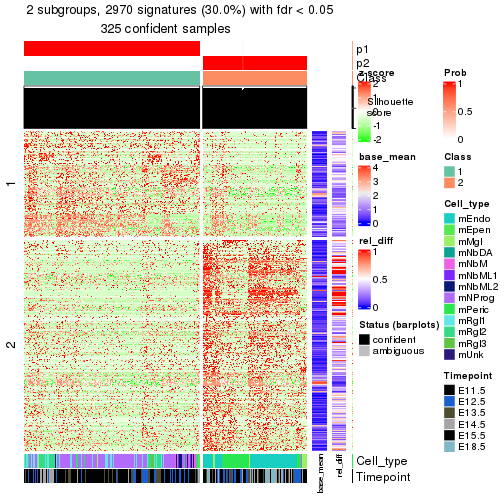 2 subgroups, 2970 signatures (30.0%) with fdr < 0.05
325 confident samples
p1
p2
Class
Silhouette
score
1
2
Cell_type
Timepoint
base_mean
rel_diff
z-score
2
1
0
-1
-2
base_mean
4
3
2
1
0
rel_diff
1
0.5
0
Status (barplots)
confident
ambiguous
Prob
1
0.5
0
Class
1
2
Cell_type
mEndo
mEpen
mMgl
mNbDA
mNbM
mNbML1
mNbML2
mNProg
mPeric
mRgl1
mRgl2
mRgl3
mUnk
Timepoint
E11.5
E12.5
E13.5
E14.5
E15.5
E18.5